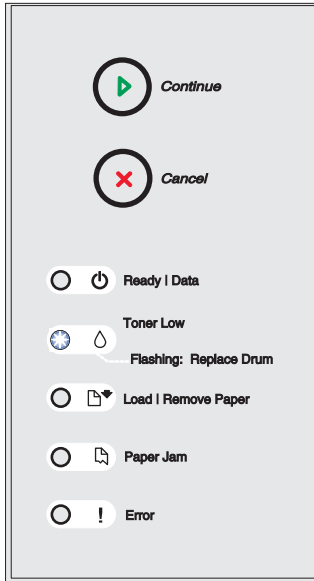 Continue
Cancel
Ready | Data
Toner Low
Flashing: Replace Drum
Load | Remove Paper
Paper Jam
! Error